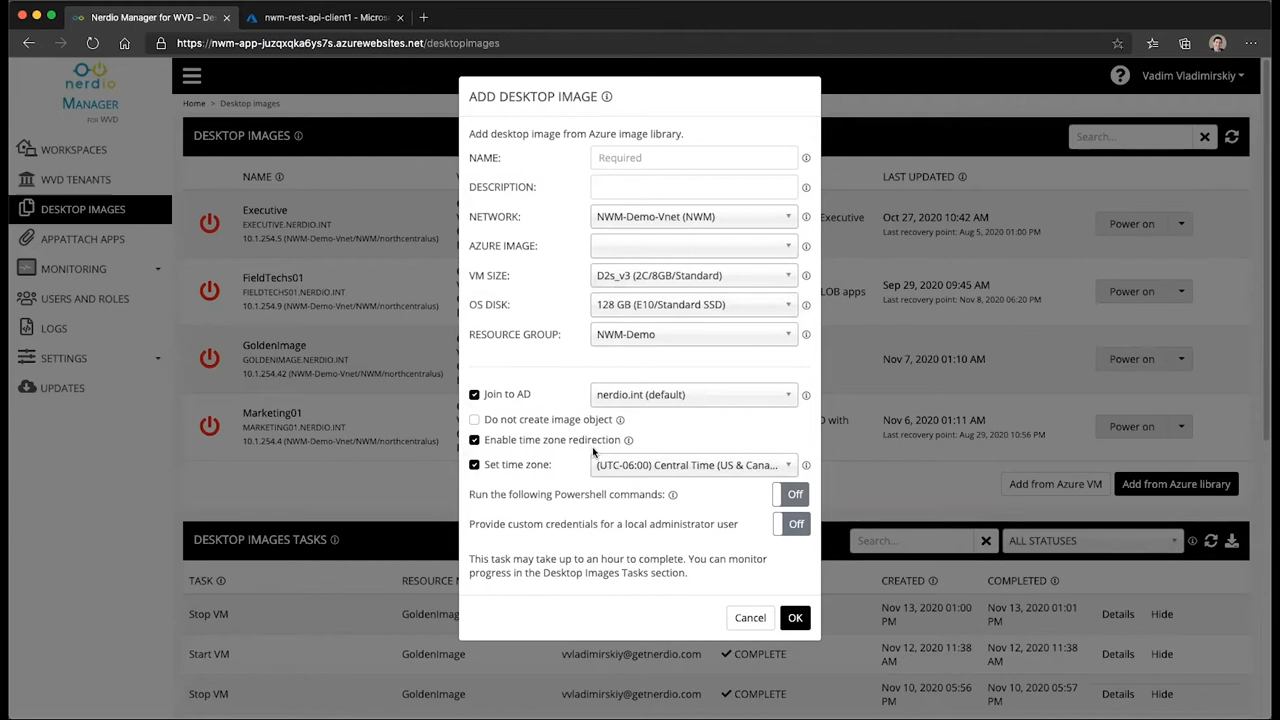 Nerdio Manager for WVD – De
nwm-rest-api-client1 - Micros
https://nwm-app-juzqxqka6ys7s.azurewebsites.net/desktopimages
nerdio
MANAGER
FOR WVD
Vadim Vladimirskiy
Home > Desktop images
WORKSPACES
WVD TENANTS
DESKTOP IMAGES
APPATTACH APPS
MONITORING
USERS AND ROLES
LOGS
SETTINGS
UPDATES
DESKTOP IMAGES
Search...
NAME
LAST UPDATED
Executive
EXECUTIVE.NERDIO.INT
10.1.254.5 (NWM-Demo-Vnet/NWM/northcentralus)
Executive
Oct 27, 2020 10:42 AM
Last recovery point: Aug 5, 2020 01:00 PM
Power on
FieldTechs01
FIELDTECHS01.NERDIO.INT
10.1.254.9 (NWM-Demo-Vnet/NWM/northcentralus)
LOB apps
Sep 29, 2020 09:45 AM
Last recovery point: Nov 8, 2020 06:20 PM
Power on
GoldenImage
GOLDENIMAGE.NERDIO.INT
10.1.254.42 (NWM-Demo-Vnet/NWM/northcentralus)
Nov 7, 2020 01:10 AM
Power on
Marketing01
MARKETING01.NERDIO.INT
10.1.254.4 (NWM-Demo-Vnet/NWM/northcentralus)
D with
Nov 6, 2020 01:11 AM
Last recovery point: Aug 29, 2020 07:11 PM
Power on
Add from Azure VM
Add from Azure library
ADD DESKTOP IMAGE
Add desktop image from Azure image library.
NAME: Required
DESCRIPTION:
NETWORK: NWM-Demo-Vnet (NWM)
AZURE IMAGE:
VM SIZE: D2s_v3 (2C/8GB/Standard)
OS DISK: 128 GB (E10/Standard SSD)
RESOURCE GROUP: NWM-Demo
Join to AD nerdio.int (default)
Do not create image object
Enable time zone redirection
Set time zone: (UTC-06:00) Central Time (US & Cana...
Run the following Powershell commands: Off
Provide custom credentials for a local administrator user Off
This task may take up to an hour to complete. You can monitor
progress in the Desktop Images Tasks section.
Cancel OK
DESKTOP IMAGES TASKS
Search...
ALL STATUSES
TASK RESOURCE N CREATED COMPLETED
Stop VM GoldenImage Nov 13, 2020 01:00 PM Nov 13, 2020 01:01 PM Details Hide
Start VM GoldenImage vvladimirskiy@getnerdio.com COMPLETE Nov 12, 2020 11:38 AM Nov 12, 2020 11:38 AM Details Hide
Stop VM GoldenImage vvladimirskiy@getnerdio.com COMPLETE Nov 10, 2020 05:56 PM Nov 10, 2020 05:57 PM Details Hide